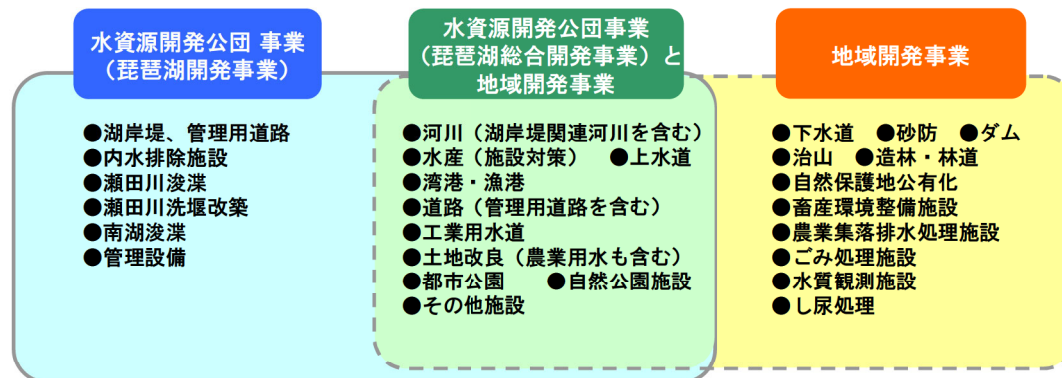 水資源開発公団 事業
（琵琶湖開発事業）
●湖岸堤、管理用道路
●内水排除施設
●瀬田川浚渫
●瀬田川洗堰改築
●南湖浚渫
●管理設備
水資源開発公団事業
（琵琶湖総合開発事業）と
地域開発事業
●河川（湖岸堤関連河川を含む）
●水産（施設対策）　●上水道
●湾港・漁港
●道路（管理用道路を含む）
●工業用水道
●土地改良（農業用水も含む）
●都市公園　　●自然公園施設
●その他施設
地域開発事業
●下水道　●砂防　●ダム
●治山　●造林・林道
●自然保護地公有化
●畜産環境整備施設
●農業集落排水処理施設
●ごみ処理施設
●水質観測施設
●し尿処理